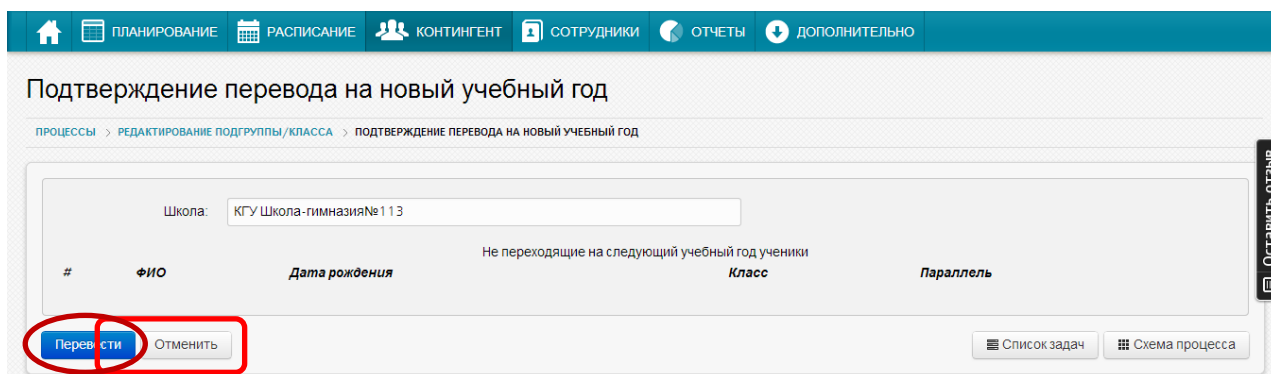 ПЛАНИРОВАНИЕ РАСПИСАНИЕ КОНТИНГЕНТ СОТРУДНИКИ ОТЧЕТЫ ДОПОЛНИТЕЛЬНО
Подтверждение перевода на новый учебный год
ПРОЦЕССЫ > РЕДАКТИРОВАНИЕ ПОДГРУППЫ/КЛАССА > ПОДТВЕРЖДЕНИЕ ПЕРЕВОДА НА НОВЫЙ УЧЕБНЫЙ ГОД
Школа: КГУ Школа-гимназия№113
Не переходящие на следующий учебный год ученики
# ФИО Дата рождения Класс Параллель
Перевести Отменить Список задач Схема процесса
Оставить отзыв